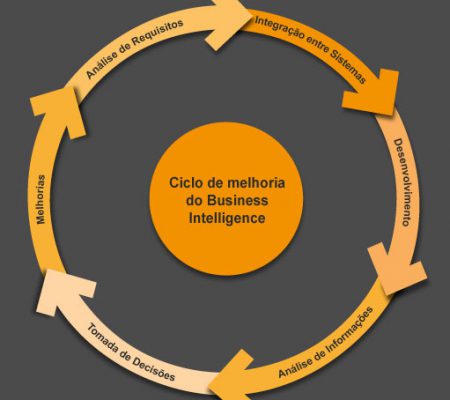 Análise de Requisitos
Integração entre Sistemas
Desenvolvimento
Análise de Informações
Tomada de Decisões
Melhorias
Ciclo de melhoria
do Business
Intelligence